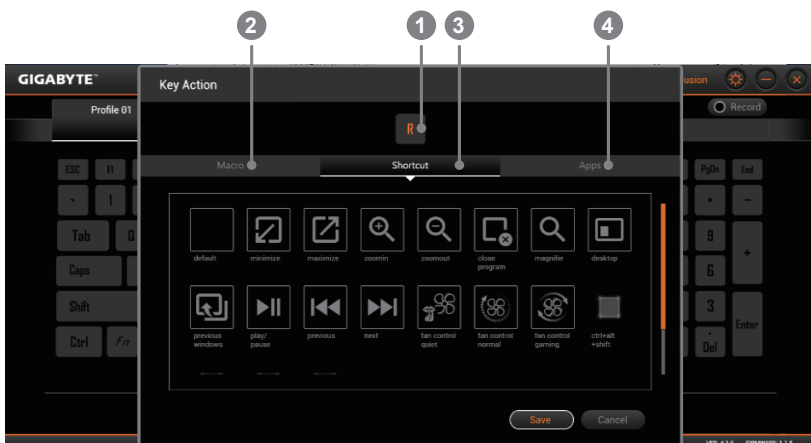 2
1
3
4
GIGABYTE™
usion
Key Action
Profile 01
Record
R
Macro
Shortcut
Apps
ESC
F1
PgDn
End
~
1
*
-
Tab
Q
9
+
Caps
6
Shift
3
Enter
Ctrl
Fn
.
Del
default
minimize
maximize
zoomin
zoomout
close
program
magnifer
desktop
previous
windows
play/
pause
previous
next
fan control
quiet
fan control
normal
fan control
gaming
ctrl+alt
+shift
Save
Cancel